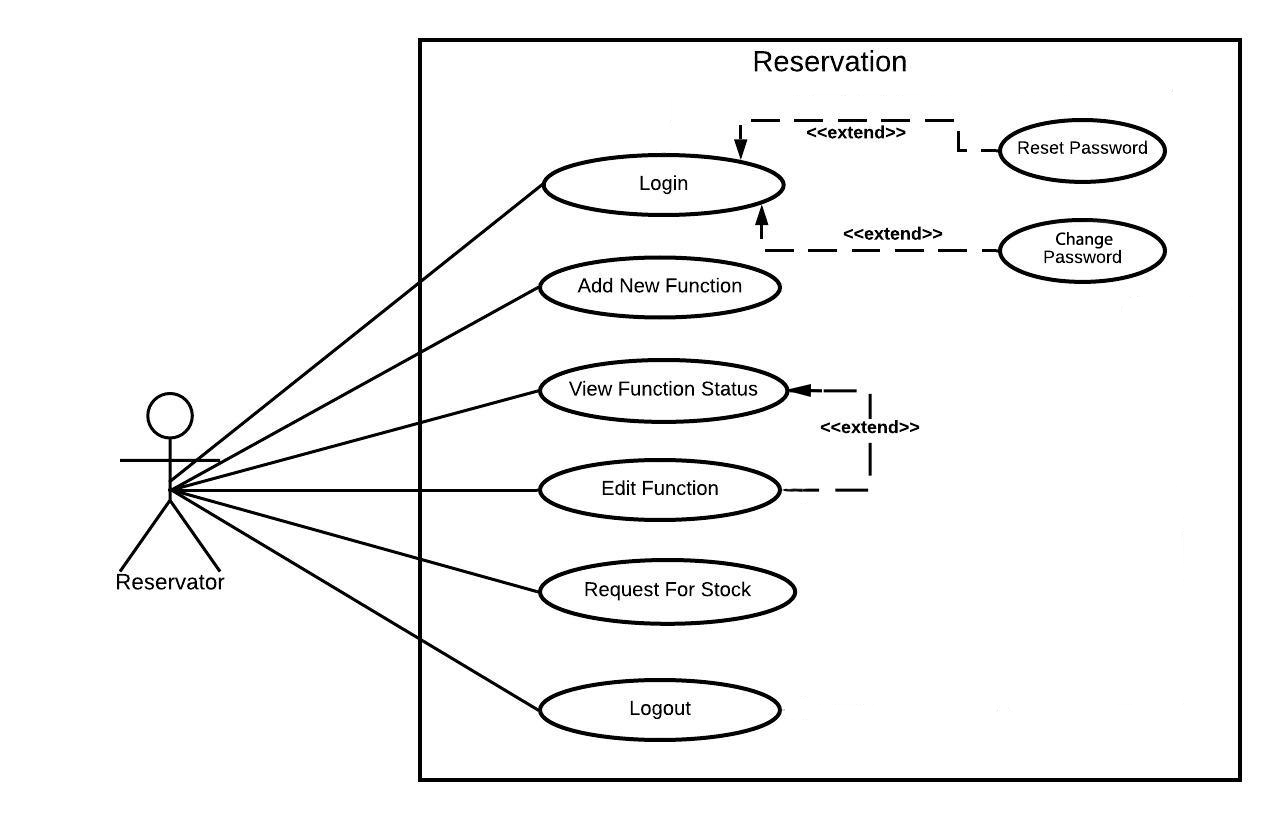 Reservation
<<extend>>
Reset Password
Login
<<extend>>
Change
Password
Add New Function
View Function Status
<<extend>>
Edit Function
Reservator
Request For Stock
Logout